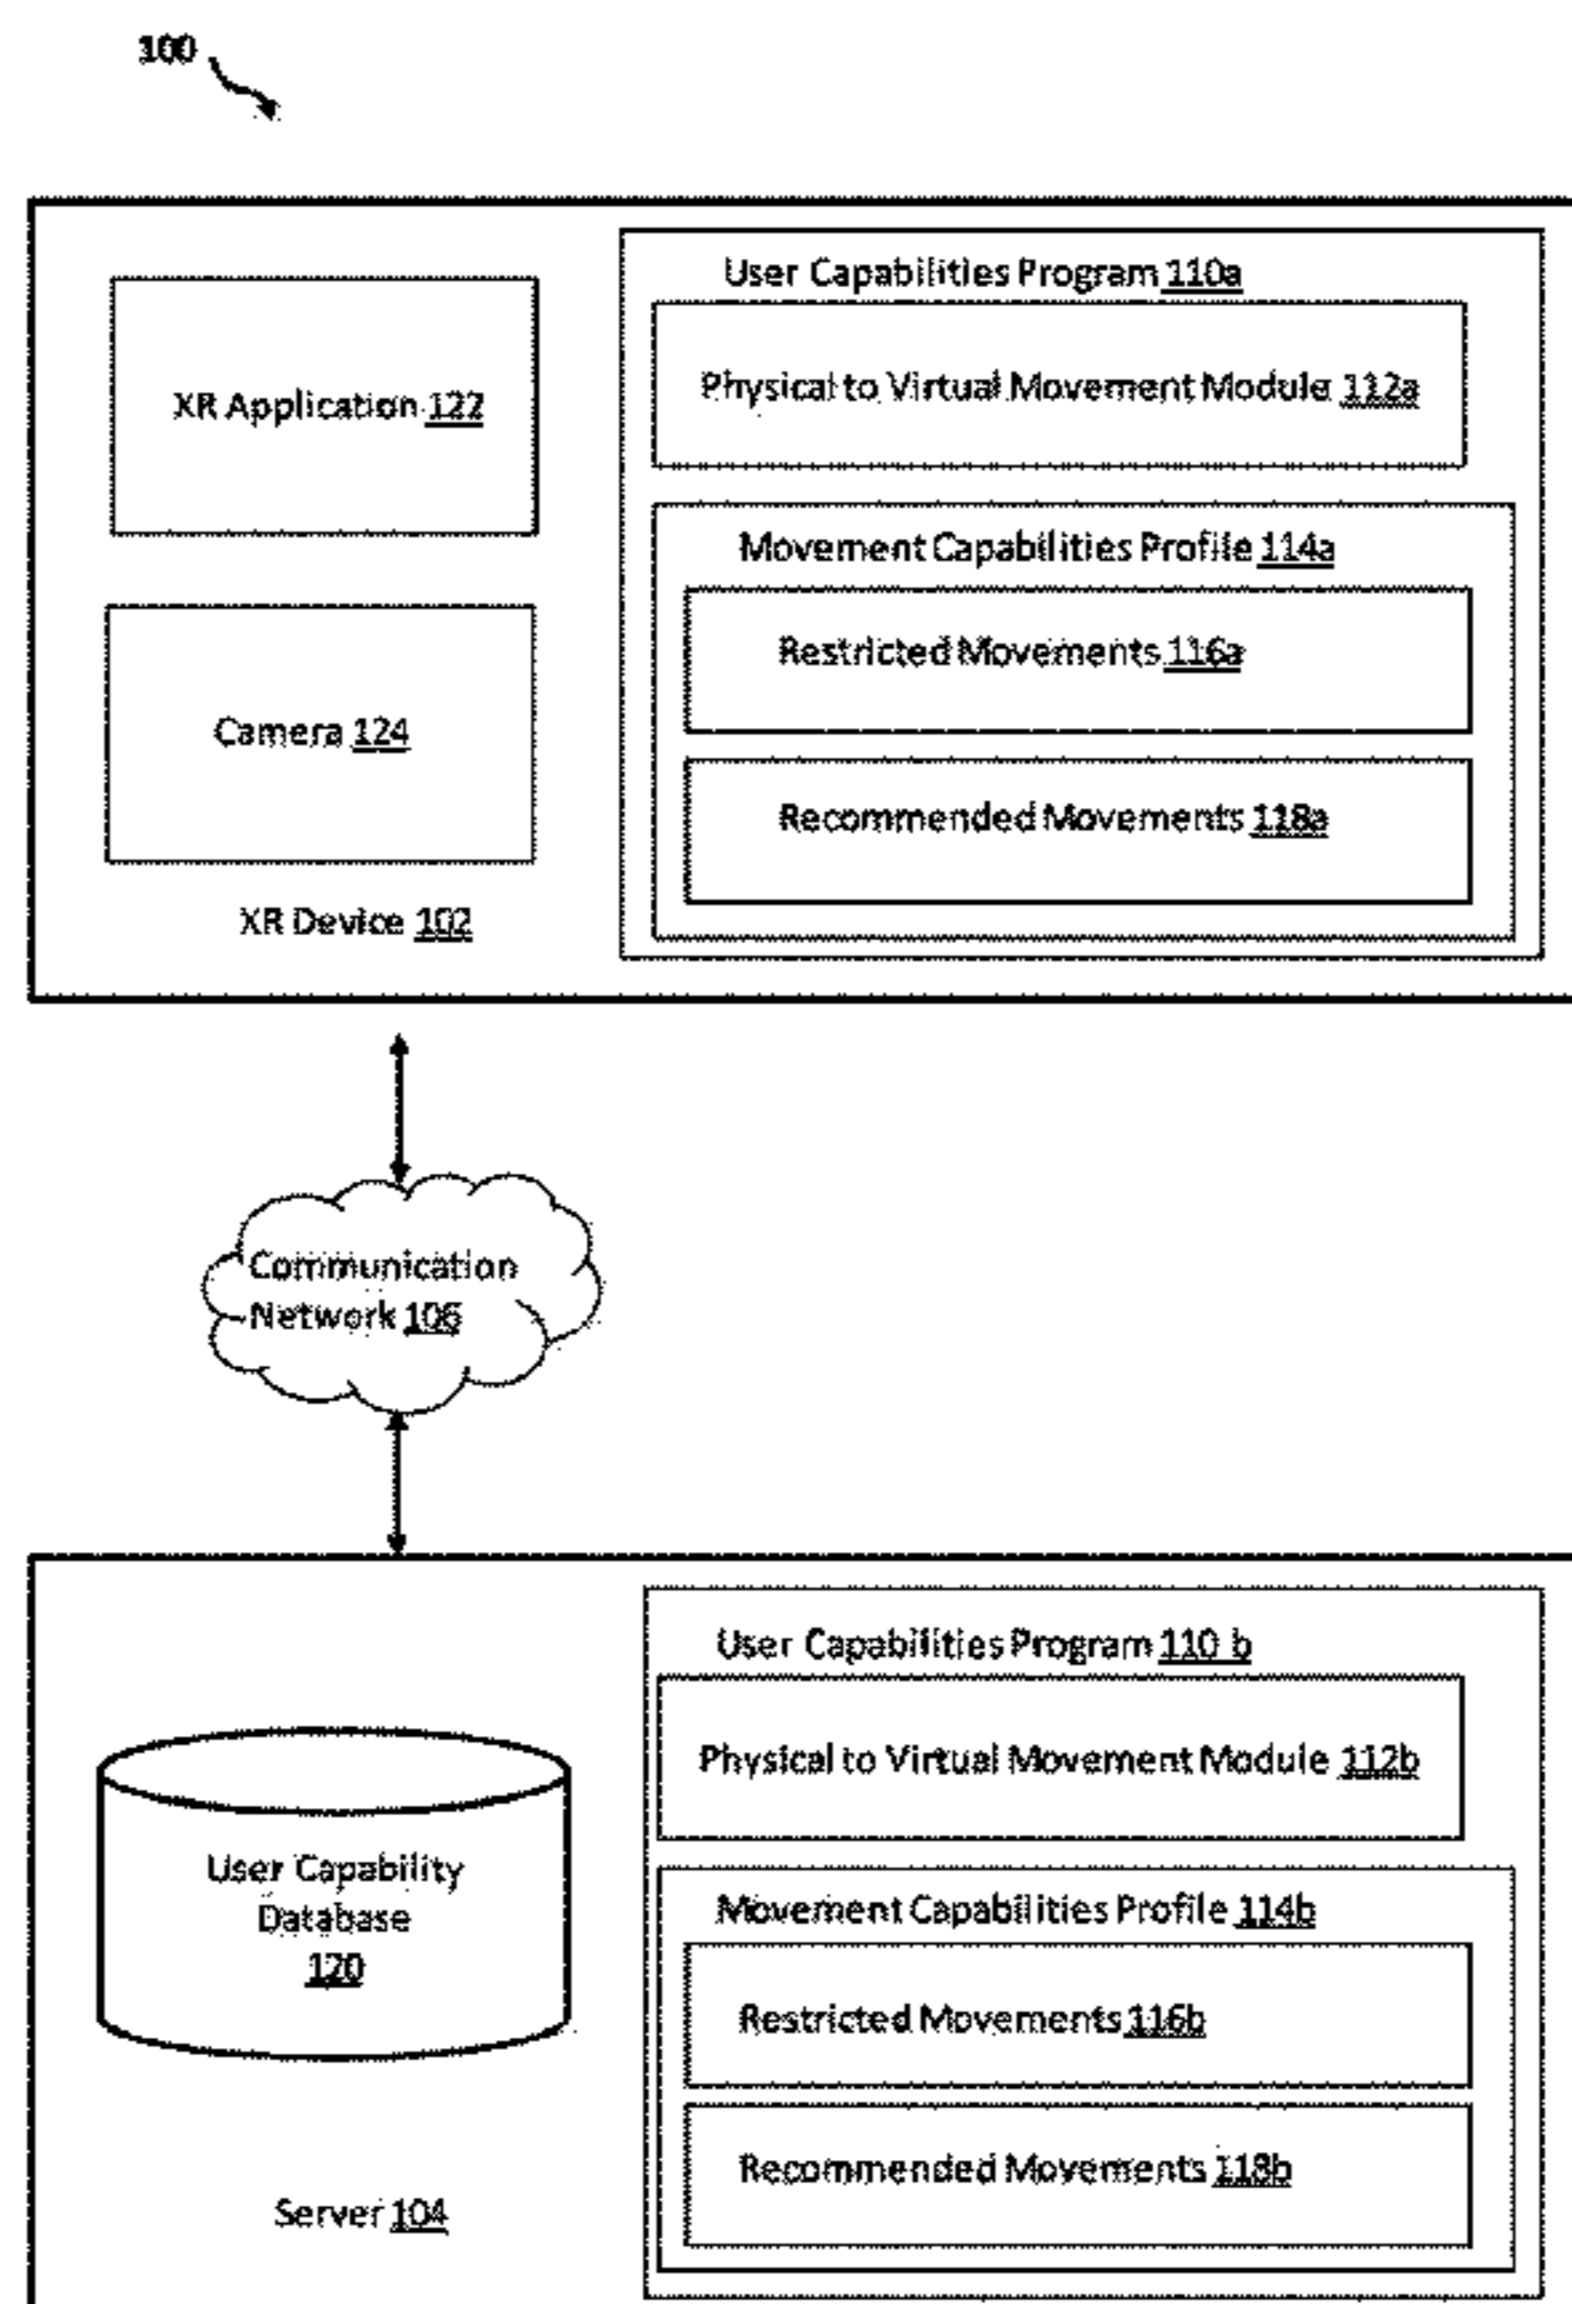 100
User Capabilities Program 110a
XR Application 122
Physical to Virtual Movement Module 112a
Movement Capabilities Profile 114a
Restricted Movements 116a
Camera 124
Recommended Movements 118a
XR Device 102
Communication
Network 106
User Capabilities Program 110 b
Physical to Virtual Movement Module 112b
User Capability
Database
120
Movement Capabilities Profile 114b
Restricted Movements 116b
Recommended Movements 118b
Server 104